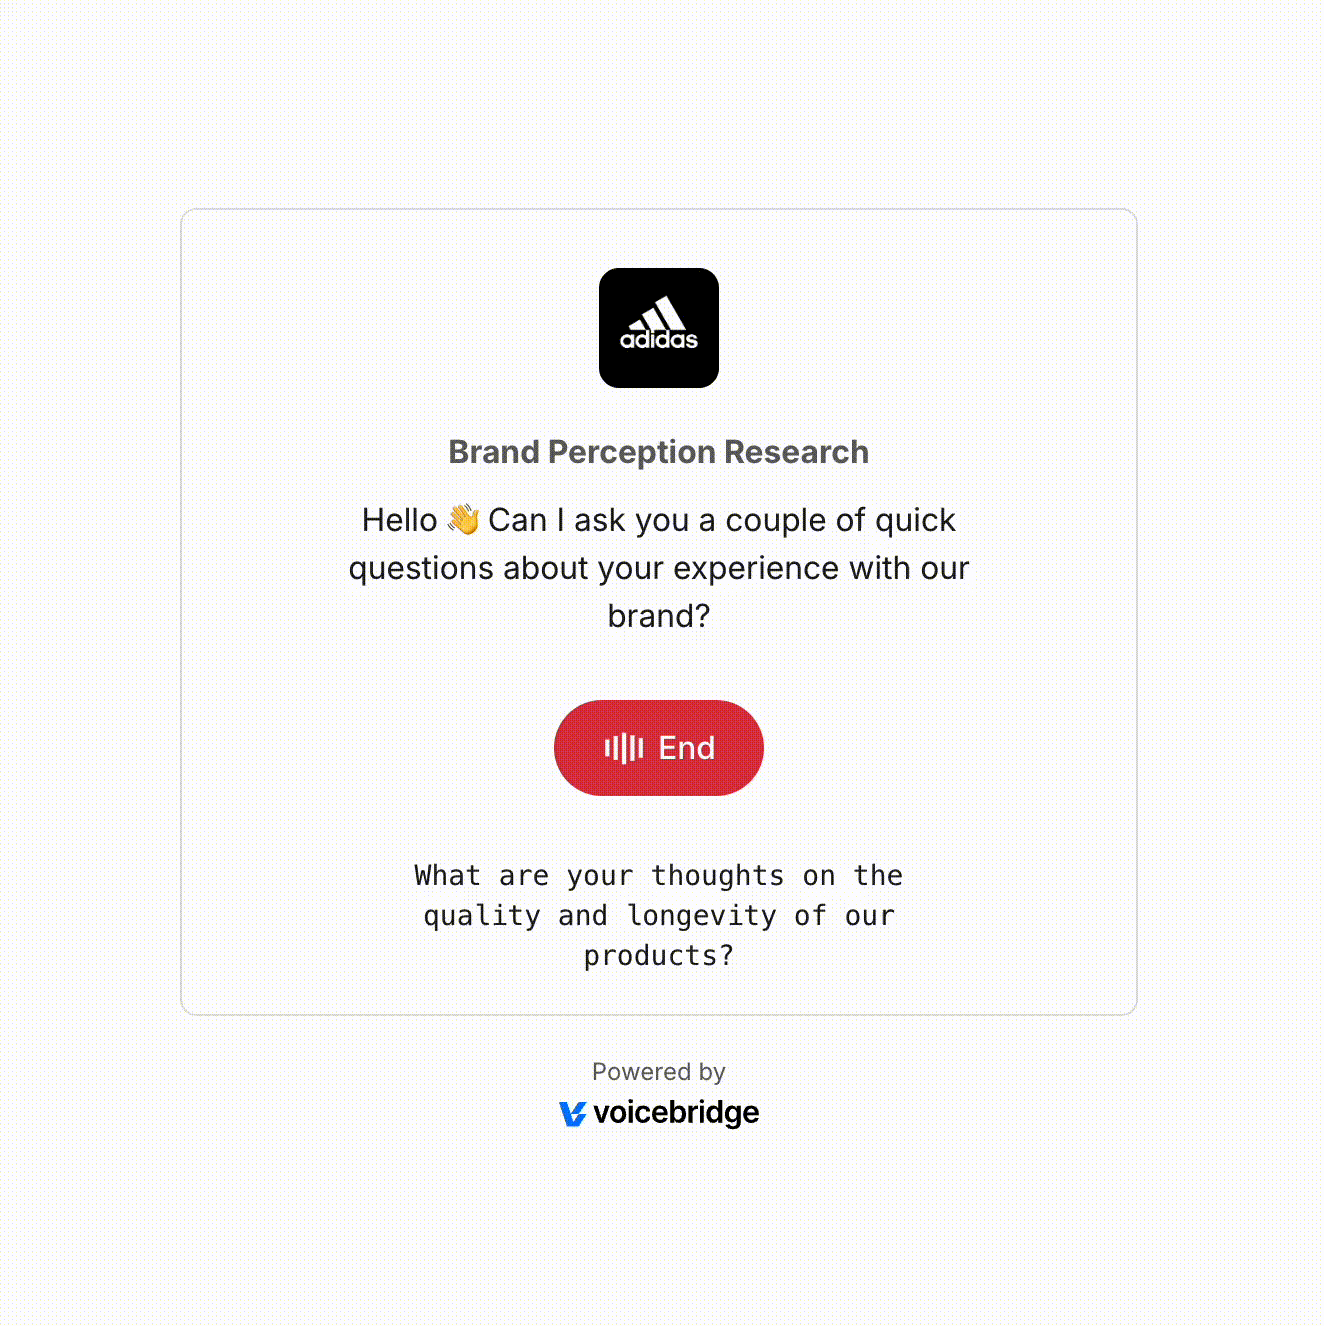 adidas
Brand Perception Research
Hello 👋 Can I ask you a couple of quick
questions about your experience with our
brand?
End
What are your thoughts on the
quality and longevity of our
products?
Powered by
voicebridge